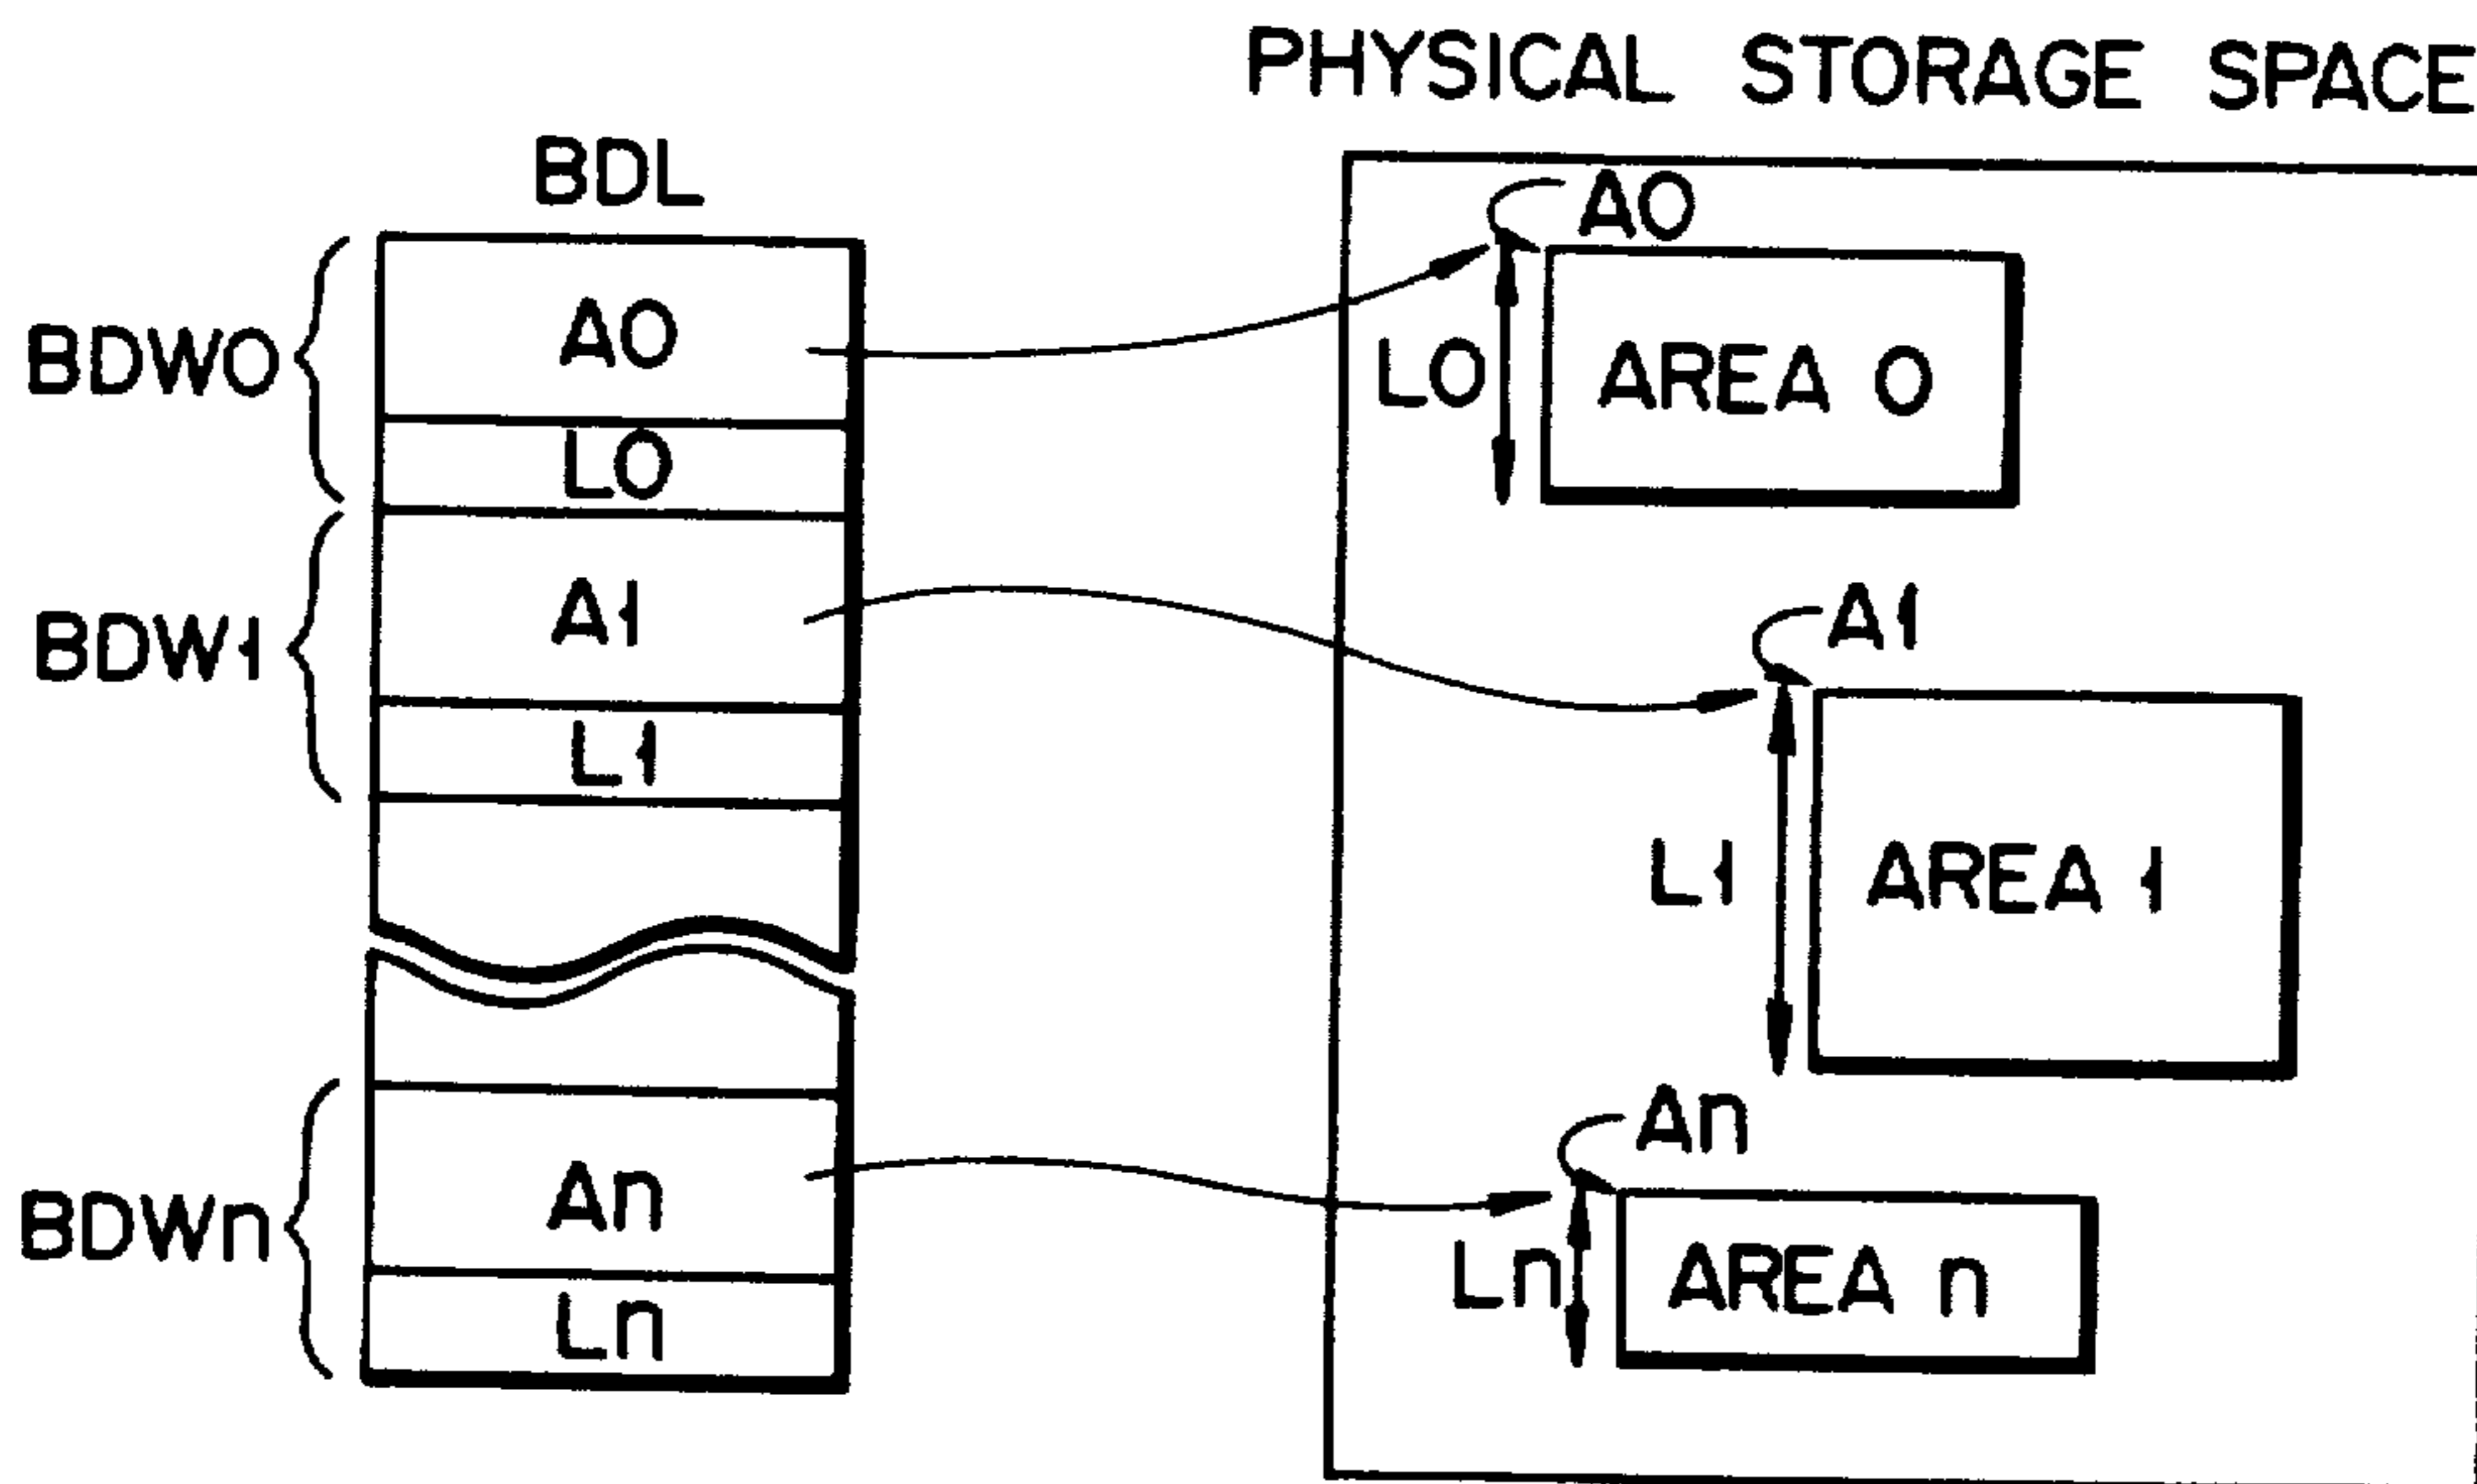 PHYSICAL STORAGE SPACE
BDL
BDW0
A0
L0
BDW1
A1
L1
BDWn
An
Ln
A0
L0
AREA 0
A1
L1
AREA 1
An
Ln
AREA n